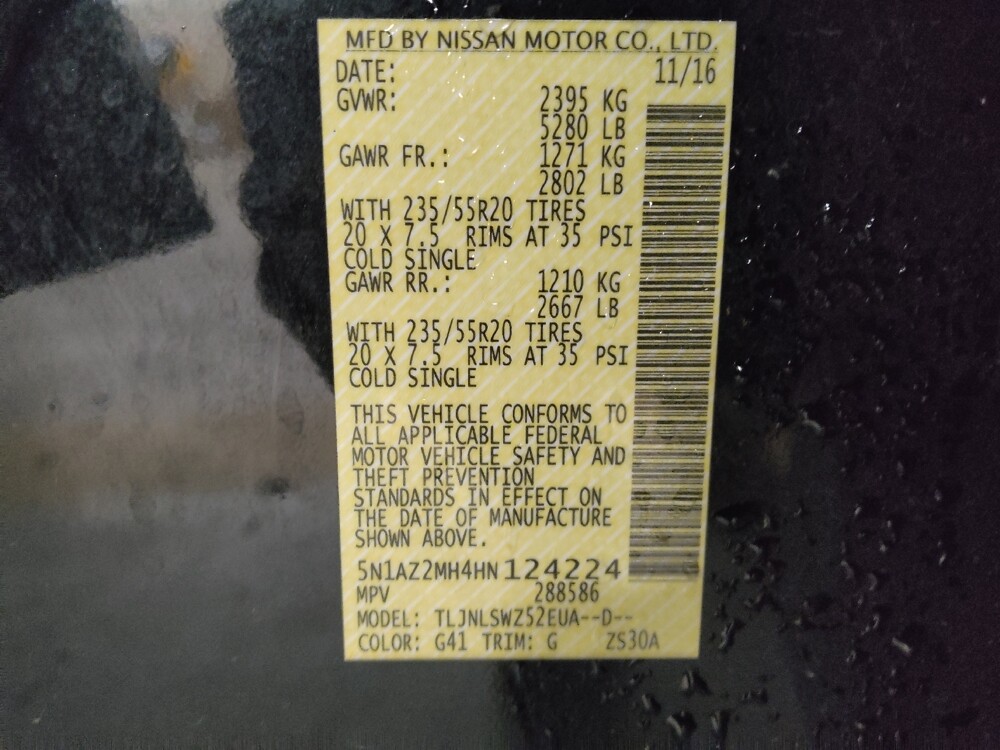 MFD BY NISSAN MOTOR CO., LTD.
DATE: 11/16
GVWR: 2395 KG
5280 LB
GAWR FR.: 1271 KG
2802 LB
WITH 235/55R20 TIRES
20 X 7.5 RIMS AT 35 PSI
COLD SINGLE
GAWR RR.: 1210 KG
2667 LB
WITH 235/55R20 TIRES
20 X 7.5 RIMS AT 35 PSI
COLD SINGLE
THIS VEHICLE CONFORMS TO
ALL APPLICABLE FEDERAL
MOTOR VEHICLE SAFETY AND
THEFT PREVENTION
STANDARDS IN EFFECT ON
THE DATE OF MANUFACTURE
SHOWN ABOVE.
5N1AZ2MH4HN124224
MPV 288586
MODEL: TLJNLSWZ52EUA--D--
COLOR: G41 TRIM: G ZS30A